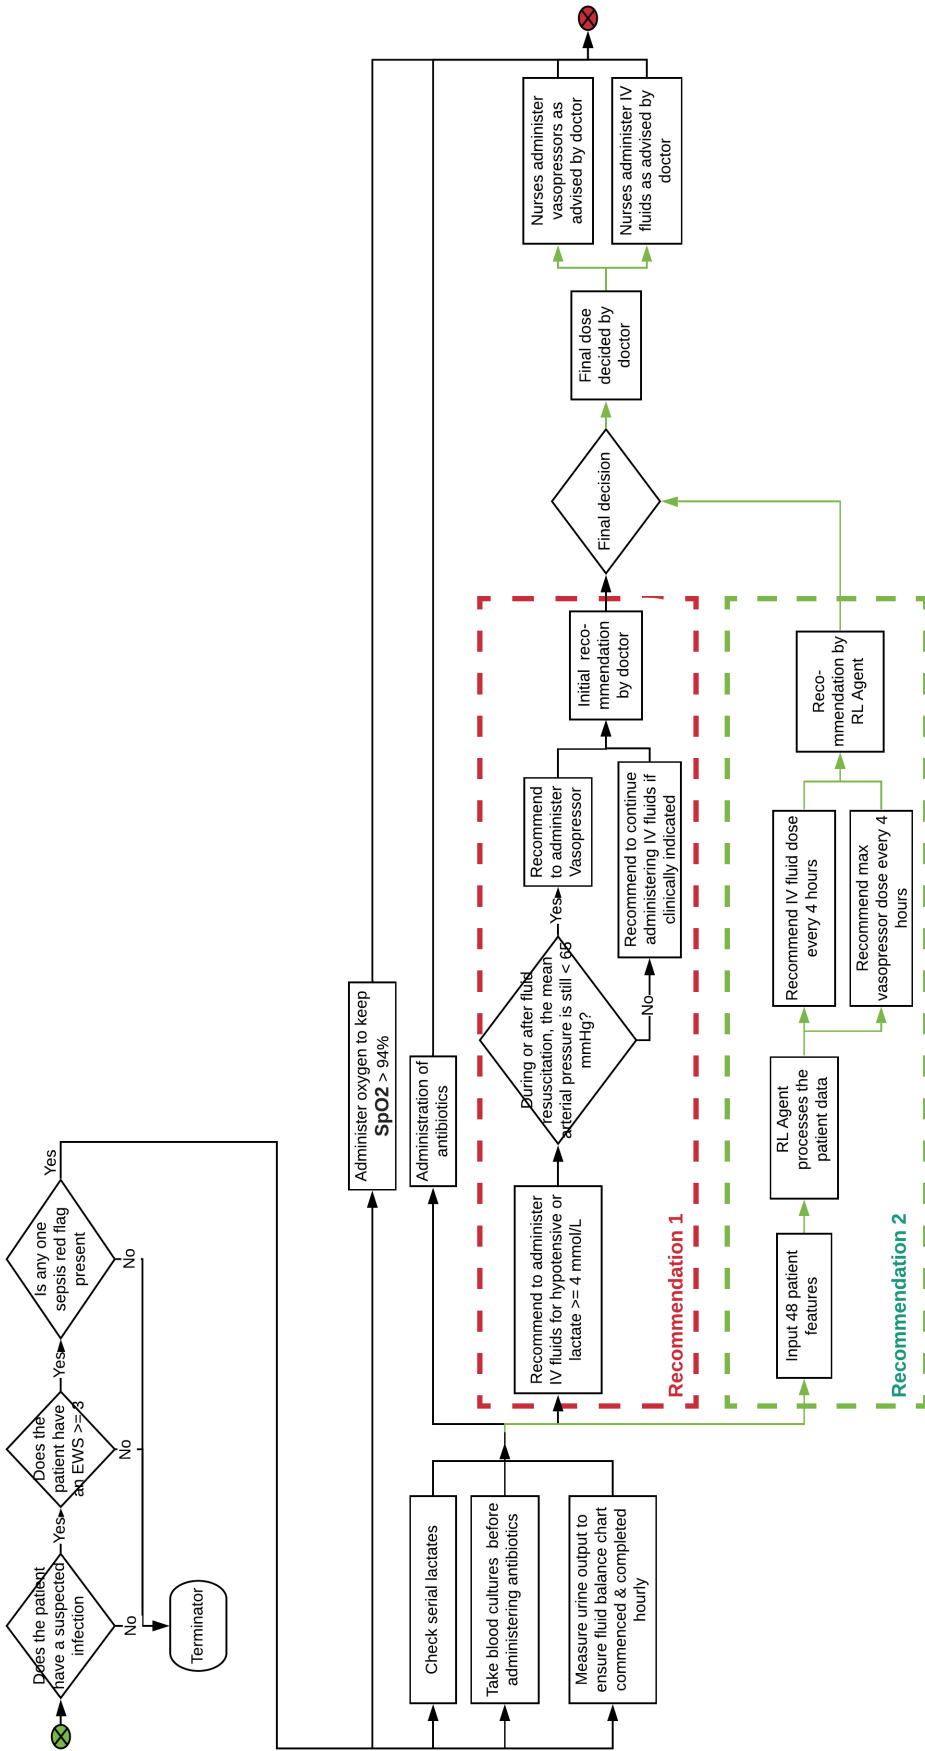 Does the patient
have a suspected
infection
Yes
No
Does the
patient have
an EWS >= 3
Yes
No
Is any one
sepsis red flag
present
Yes
No
Terminator
Administer oxygen to keep
SpO2 > 94%
Administration of
antibiotics
Check serial lactates
Take blood cultures before
administering antibiotics
Measure urine output to
ensure fluid balance chart
commenced & completed
hourly
Recommend to administer
IV fluids for hypotensive or
lactate >= 4 mmol/L
During or after fluid
resuscitation, the mean
arterial pressure is still < 65
mmHg?
Yes
No
Recommend
to administer
Vasopressor
Recommend to continue
administering IV fluids if
clinically indicated
Initial reco-
mmendation
by doctor
Recommendation 1
Input 48 patient
features
RL Agent
processes the
patient data
Recommend IV fluid dose
every 4 hours
Recommend max
vasopressor dose every 4
hours
Reco-
mmendation by
RL Agent
Recommendation 2
Final decision
Final dose
decided by
doctor
Nurses administer
vasopressors as
advised by doctor
Nurses administer IV
fluids as advised by
doctor